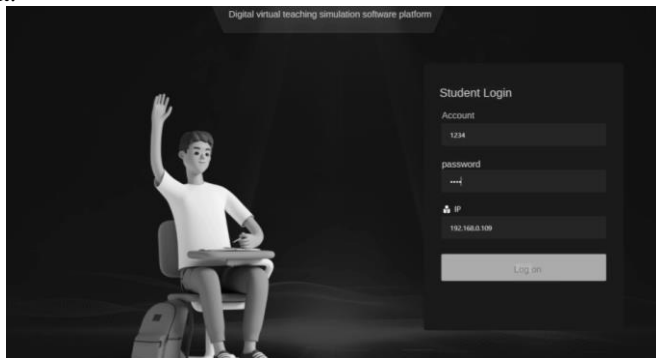 Digital virtual teaching simulation software platform
Student Login
Account
1234
password
••••
IP
192.168.0.109
Log on